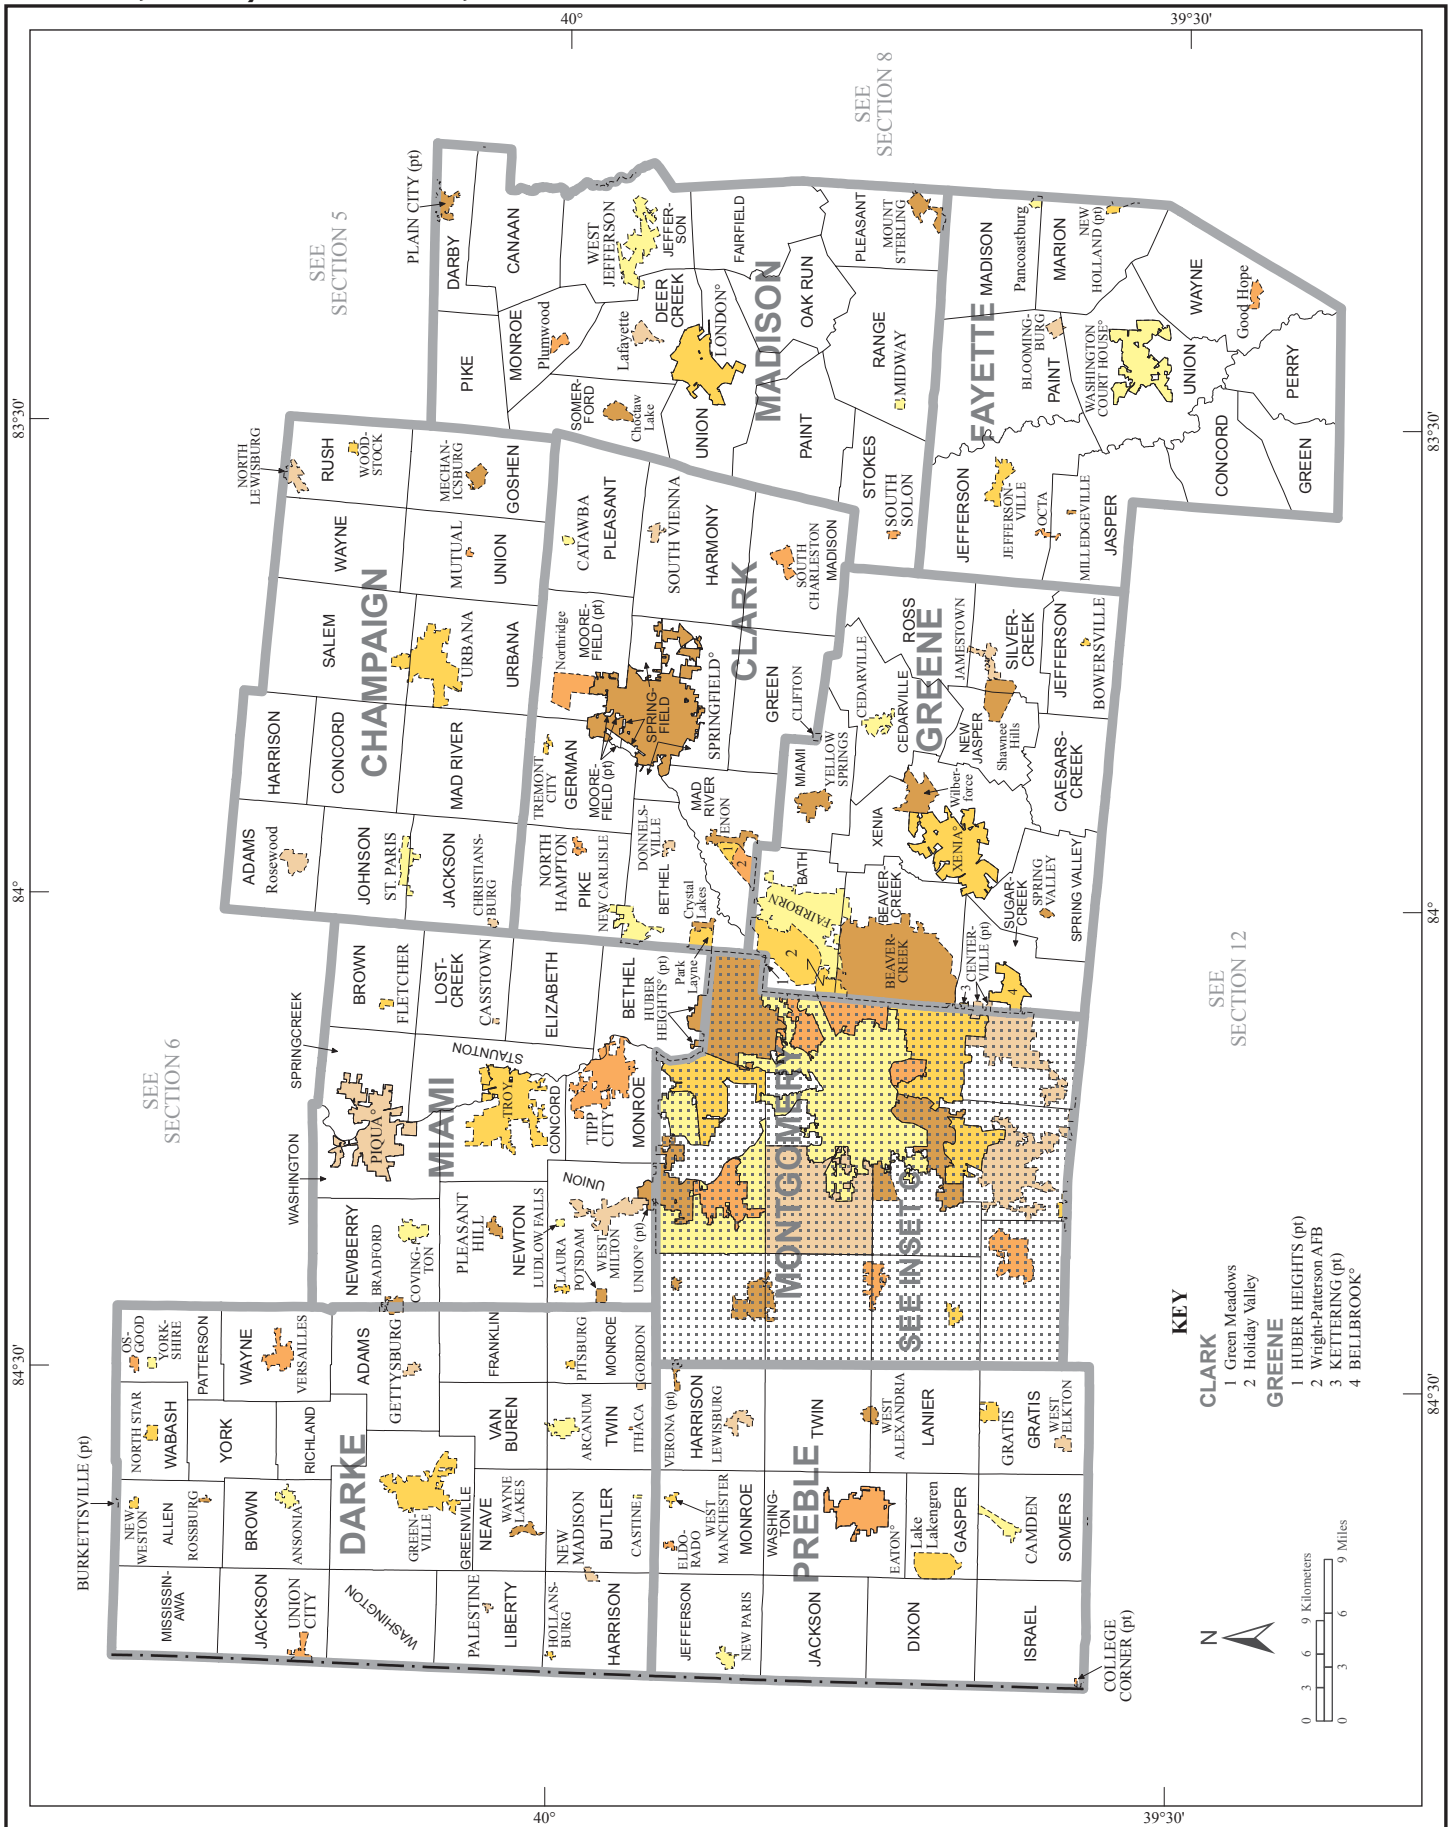 40°
39°30'
SEE
SECTION 5
SEE
SECTION 8
PLAIN CITY (pt)
DARBY
CANAAN
PIKE
MONROE
Plumwood
WEST
JEFFERSON
JEFFER-
SON
Lafayette
DEER
CREEK
FAIRFIELD
PLEASANT
MOUNT
STERLING
SOMER-
FORD
Choctaw
Lake
LONDON°
MADISON
OAK RUN
UNION
PAINT
RANGE
MIDWAY
STOKES
SOUTH
SOLON
FAYETTE
MADISON
Pancoastburg
MARION
NEW
HOLLAND (pt)
BLOOMING-
BURG
PAINT
WASHINGTON
COURT HOUSE°
UNION
WAYNE
Good Hope
PERRY
CONCORD
GREEN
JEFFERSON
JEFFERSON-
VILLE
OCTA
MILLEDGEVILLE
JASPER
83°30'
83°30'
NORTH
LEWISBURG
RUSH
WOOD-
STOCK
MECHAN-
ICSBURG
GOSHEN
WAYNE
MUTUAL
UNION
CHAMPAIGN
SALEM
URBANA
URBANA
HARRISON
CONCORD
MAD RIVER
ADAMS
Rosewood
JOHNSON
ST. PARIS
JACKSON
CHRISTIANS-
BURG
CATAWBA
PLEASANT
SOUTH VIENNA
HARMONY
SOUTH
CHARLESTON
MADISON
CLARK
Northridge
MOORE-
FIELD (pt)
SPRING-
FIELD
SPRINGFIELD°
GREEN
CLIFTON
TREMONT
CITY
GERMAN
MOORE-
FIELD (pt)
MAD
RIVER
ENON
1
2
DONNELS-
VILLE
NORTH
HAMPTON
PIKE
NEW CARLISLE
BETHEL
Crystal
Lakes
Park
Layne
GREENE
ROSS
CEDARVILLE
CEDARVILLE
JAMESTOWN
SILVER-
CREEK
JEFFERSON
BOWERSVILLE
NEW
JASPER
Shawnee
Hills
CAESARS-
CREEK
MIAMI
YELLOW
SPRINGS
XENIA
Wilber-
force
XENIA°
BATH
FAIRBORN
BEAVER-
CREEK
BEAVER-
CREEK
SUGAR-
CREEK
SPRING
VALLEY
SPRING VALLEY
CENTER-
VILLE (pt)
1
2
3
3
4
84°
84°
SEE
SECTION 6
SEE
SECTION 12
SPRINGCREEK
BROWN
FLETCHER
LOST-
CREEK
CASSTOWN
ELIZABETH
BETHEL
HUBER
HEIGHTS° (pt)
STAUNTON
WASHINGTON
PIQUA°
MIAMI
TROY
CONCORD
TIPP
CITY
MONROE
NEWBERRY
BRADFORD
COVING-
TON
PLEASANT
HILL
NEWTON
LUDLOW FALLS
UNION
LAURA
POTSDAM
WEST
MILTON
UNION° (pt)
MONTGOMERY
SEE INSET C
84°30'
84°30'
BURKETTSVILLE (pt)
OS-
GOOD
YORK-
SHIRE
PATTERSON
WAYNE
VERSAILLES
ADAMS
GETTYSBURG
FRANKLIN
PITSBURG
MONROE
GORDON
NORTH STAR
WABASH
YORK
RICHLAND
DARKE
VAN
BUREN
ARCANUM
TWIN
ITHACA
NEW
WESTON
ALLEN
ROSSBURG
BROWN
ANSONIA
GREEN-
VILLE
GREENVILLE
NEAVE
WAYNE
LAKES
NEW
MADISON
BUTLER
CASTINE
MISSISSIN-
AWA
JACKSON
UNION
CITY
WASHINGTON
PALESTINE
LIBERTY
HOLLANS-
BURG
HARRISON
VERONA (pt)
HARRISON
LEWISBURG
TWIN
WEST
ALEXANDRIA
LANIER
GRATIS
GRATIS
WEST
ELKTON
PREBLE
ELDO-
RADO
WEST
MANCHESTER
MONROE
WASHING-
TON
EATON°
Lake
Lakengren
GASPER
CAMDEN
SOMERS
JEFFERSON
NEW PARIS
JACKSON
DIXON
ISRAEL
COLLEGE
CORNER (pt)
KEY
CLARK
1 Green Meadows
2 Holiday Valley
GREENE
1 HUBER HEIGHTS (pt)
2 Wright-Patterson AFB
3 KETTERING (pt)
4 BELLBROOK°
N
0 3 6 9 Kilometers
0 3 6 9 Miles
40°
39°30'